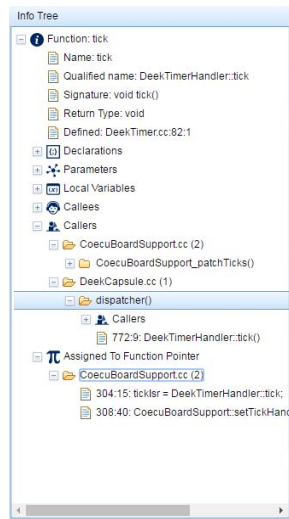 Info Tree
Function: tick
Name: tick
Qualified name: DeekTimerHandler::tick
Signature: void tick()
Return Type: void
Defined: DeekTimer.cc:82:1
Declarations
Parameters
Local Variables
Callees
Callers
CoecuBoardSupport.cc (2)
CoecuBoardSupport_patchTicks()
DeekCapsule.cc (1)
dispatcher()
Callers
772:9: DeekTimerHandler::tick()
Assigned To Function Pointer
CoecuBoardSupport.cc (2)
304:15: tickIsr = DeekTimerHandler::tick;
308:40: CoecuBoardSupport::setTickHand